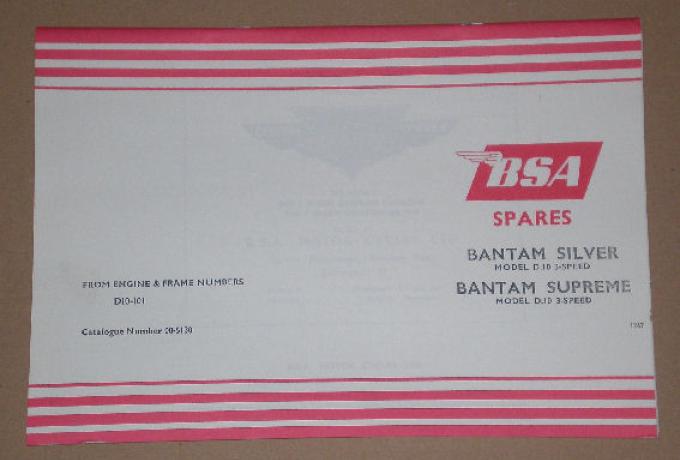 BSA
SPARES
BANTAM SILVER
MODEL D.10 3-SPEED
BANTAM SUPREME
MODEL D.10 3-SPEED
FROM ENGINE & FRAME NUMBERS
D10-101
Catalogue Number 00-5130